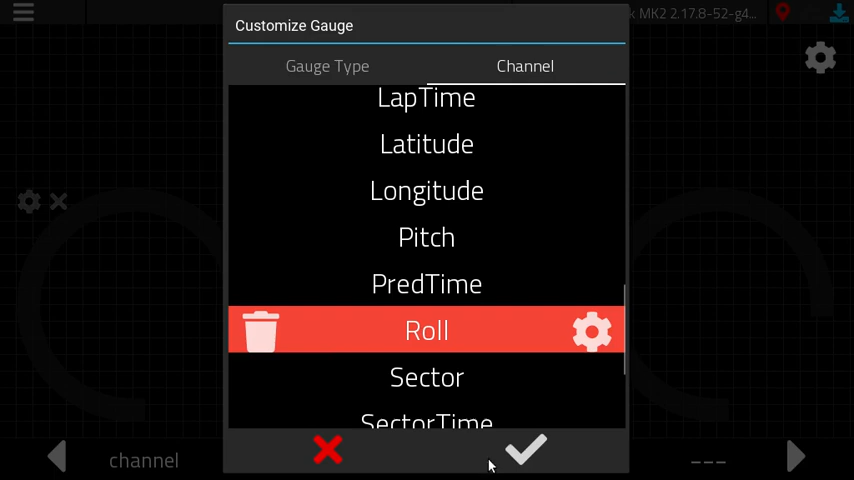 Customize Gauge
k MK2 2.17.8-52-g4...
Gauge Type
Channel
LapTime
Latitude
Longitude
Pitch
PredTime
Roll
Sector
SectorTime
channel
---